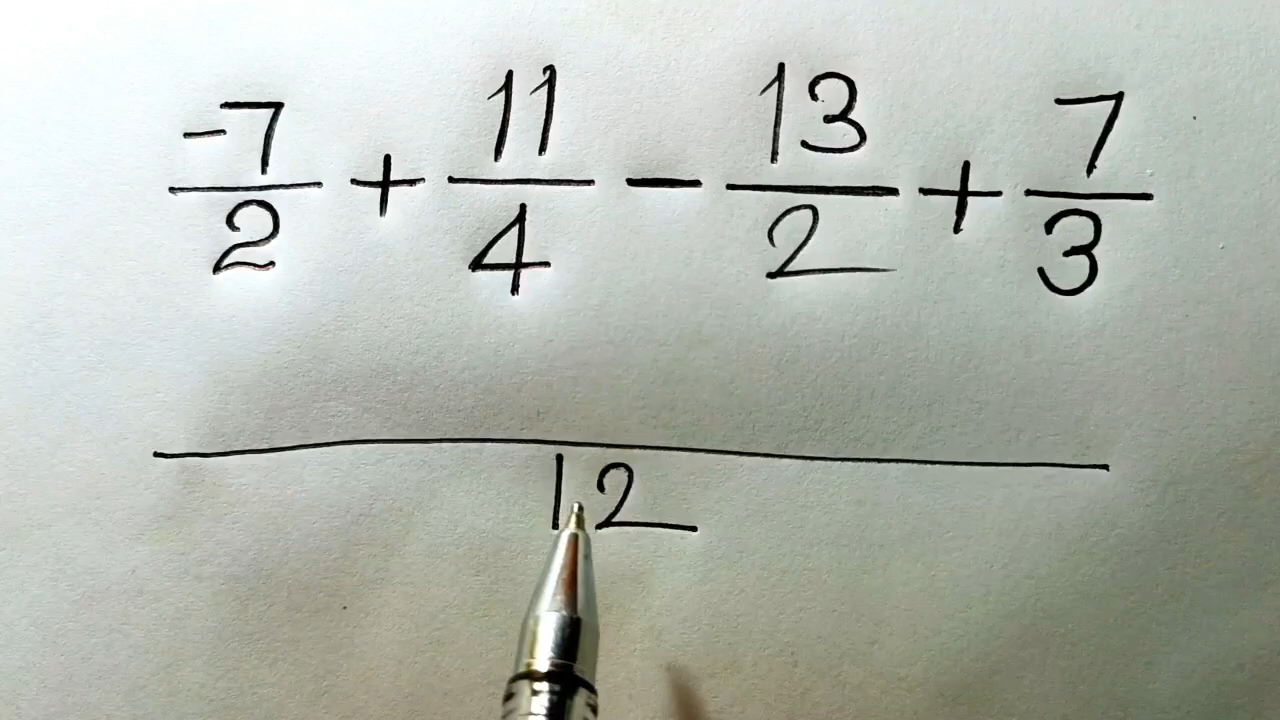 -7/2 + 11/4 - 13/2 + 7/3
12